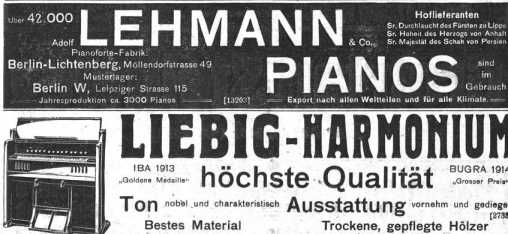 Über 42.000
Adolf LEHMANN & Co.
PIANOS
Hoflieferanten
Sr. Durchlaucht des Fürsten zu Lippe
Sr. Hoheit des Herzogs von Anhalt
Sr. Majestät des Schah von Persien
Pianoforte-Fabrik:
Berlin-Lichtenberg, Möllendorfstrasse 49
Musterlager:
Berlin W, Leipziger Strasse 115
Jahresproduktion ca. 3000 Pianos
sind
im
Gebrauch
[13203]
Export nach allen Weltteilen und für alle Klimate.
LIEBIG-HARMONIUM
IBA 1913
„Goldene Medaille“
höchste Qualität
BUGRA 1914
„Grosser Preis“
Ton nobel und charakteristisch Ausstattung vornehm und gediege
Bestes Material
Trockene, gepflegte Hölzer